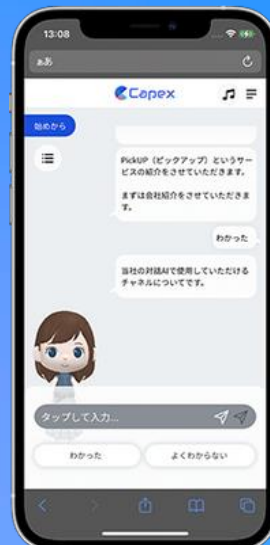 13:08
ぁあ
Capex
始めから
PickUP（ピックアップ）というサー
ビスの紹介をさせていただきます。
まずは会社紹介をさせていただきま
す。
わかった
当社の対話AIで使用していただける
チャネルについてです。
タップして入力...
わかった
よくわからない